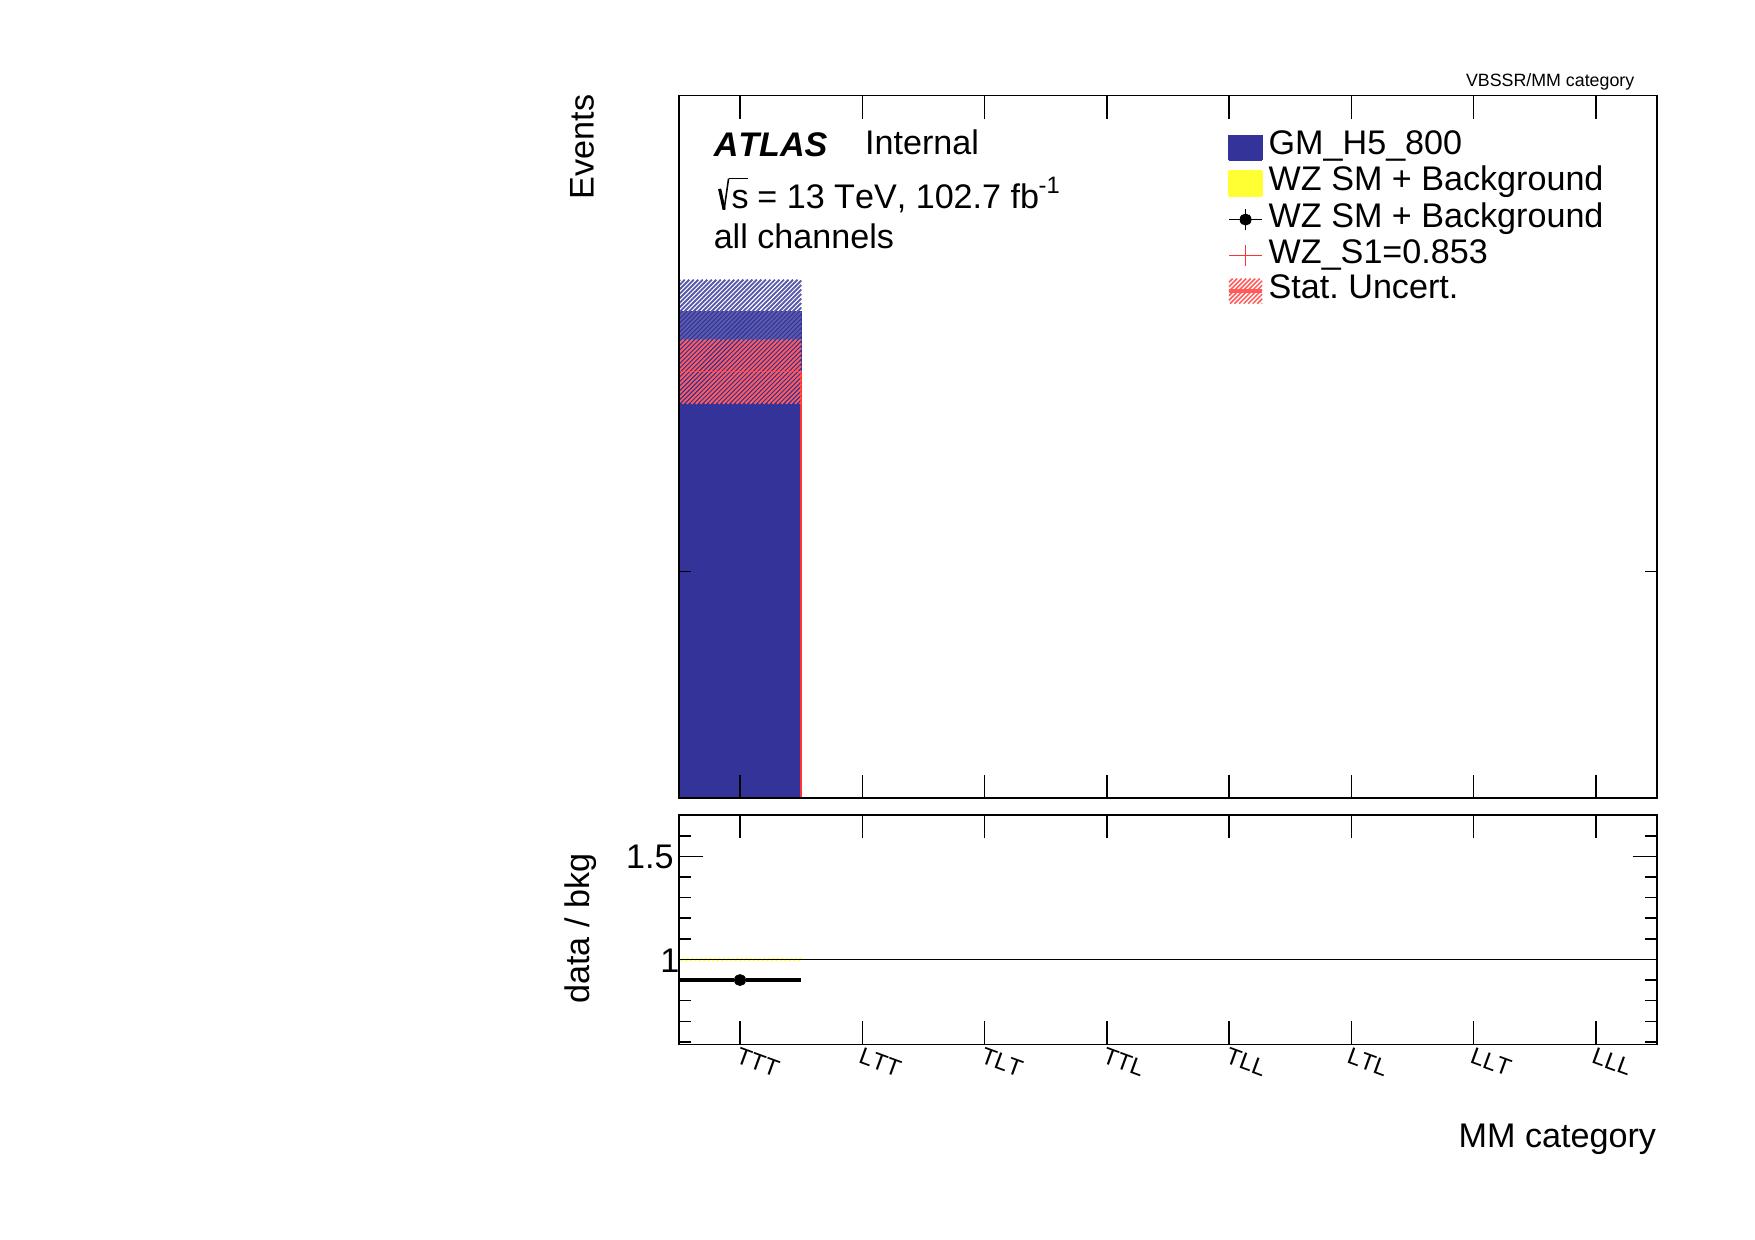 VBSSR/MM category
Events
ATLAS Internal
√s = 13 TeV, 102.7 fb-1
all channels
GM_H5_800
WZ SM + Background
WZ SM + Background
WZ_S1=0.853
Stat. Uncert.
data / bkg
1.5
1
TTT LTT TLT TTL TLL LTL LLT LLL
MM category